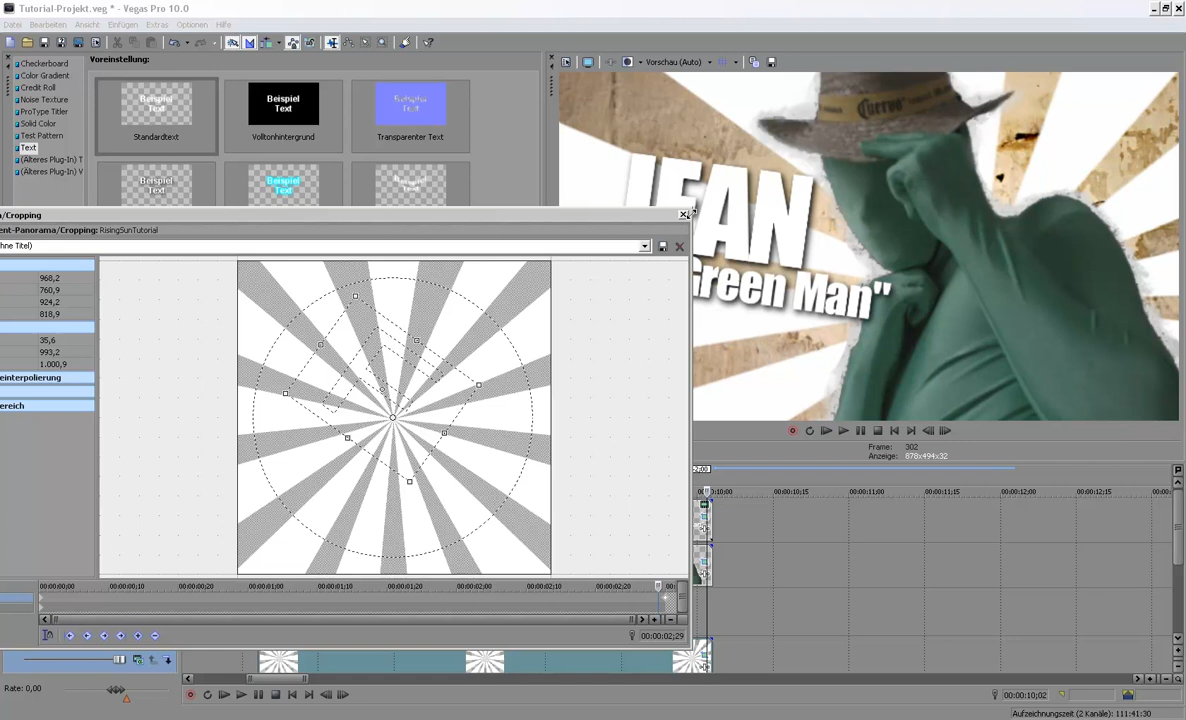 Tutorial-Projekt.veg * - Vegas Pro 10.0
Datei Bearbeiten Ansicht Einfügen Extras Optionen Hilfe
Checkerboard
Color Gradient
Credit Roll
Noise Texture
ProType Titler
Solid Color
Test Pattern
Text
(Älteres Plug-In) T
(Älteres Plug-In) V
Voreinstellung:
Beispiel
Text
Beispiel
Text
Beispiel
Text
Standardtext
Volltonhintergrund
Transparenter Text
Beispiel
Text
Beispiel
Text
Vorschau (Auto)
Cuervo
JEAN
Green Man"
a/Cropping
ent-Panorama/Cropping: RisingSunTutorial
hne Titel)
968,2
760,9
924,2
818,9
35,6
993,2
1.000,9
einterpolierung
ereich
00:00:00;00
00:00:00;10
00:00:00;20
00:00:01;00
00:00:01;10
00:00:01;20
00:00:02;00
00:00:02;10
00:00:02;20
00:
00:00:02;29
Frame: 302
Anzeige: 878x494x32
-2;00
00:00:10;00
00:00:10;15
00:00:11;00
00:00:11;15
00:00:12;00
00:00:12;15
00:00:
Rate: 0,00
00:00:10;02
Aufzeichnungszeit (2 Kanäle): 111:41:30